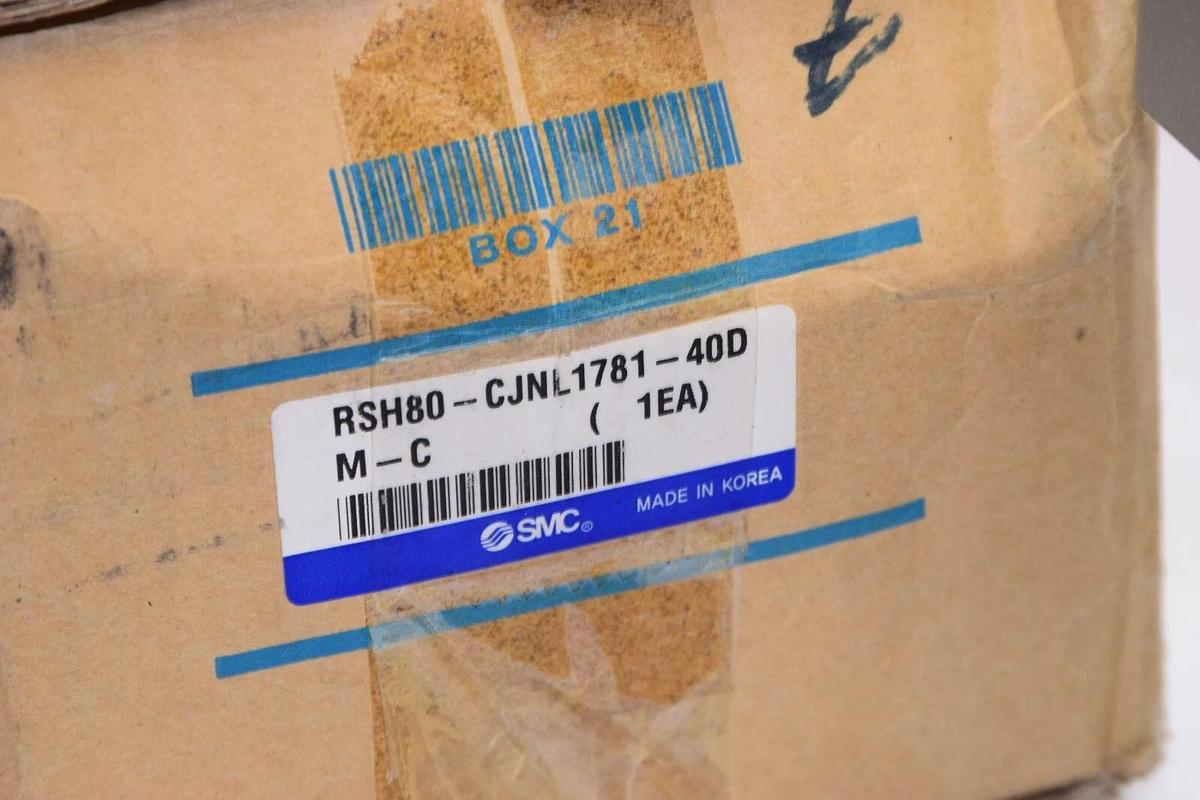 BOX 21
RSH80-CJNL1781-40D
M-C ( 1EA)
SMC®
MADE IN KOREA